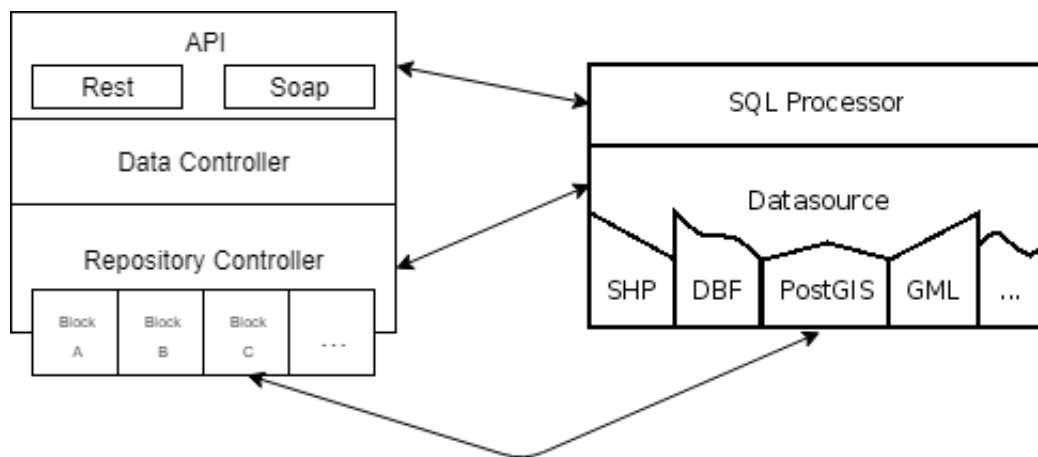 API
Rest
Soap
Data Controller
Repository Controller
Block
A
Block
B
Block
C
...
SQL Processor
Datasource
SHP
DBF
PostGIS
GML
...